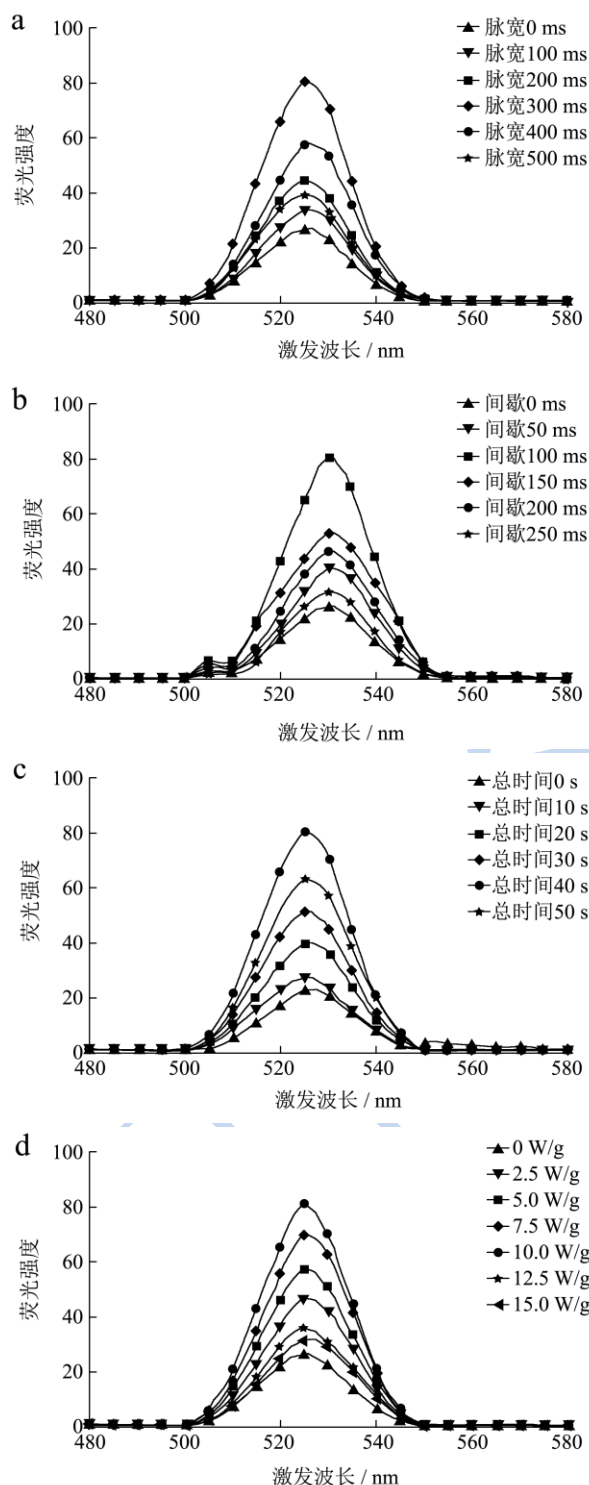 a
脉宽0 ms
脉宽100 ms
脉宽200 ms
脉宽300 ms
脉宽400 ms
脉宽500 ms
荧光强度
100
80
60
40
20
0
480 500 520 540 560 580
激发波长 / nm
b
间歇0 ms
间歇50 ms
间歇100 ms
间歇150 ms
间歇200 ms
间歇250 ms
荧光强度
100
80
60
40
20
0
480 500 520 540 560 580
激发波长 / nm
c
总时间0 s
总时间10 s
总时间20 s
总时间30 s
总时间40 s
总时间50 s
荧光强度
100
80
60
40
20
0
480 500 520 540 560 580
激发波长 / nm
d
0 W/g
2.5 W/g
5.0 W/g
7.5 W/g
10.0 W/g
12.5 W/g
15.0 W/g
荧光强度
100
80
60
40
20
0
480 500 520 540 560 580
激发波长 / nm